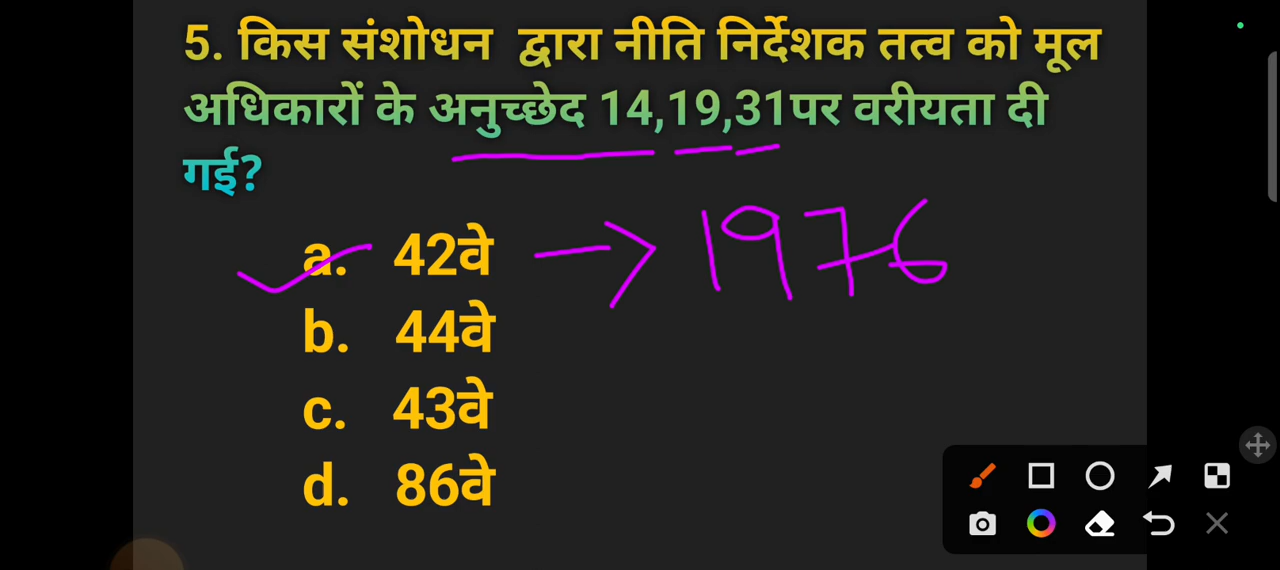 5. किस संशोधन द्वारा नीति निर्देशक तत्व को मूल
अधिकारों के अनुच्छेद 14,19,31पर वरीयता दी
गई?
a. 42वे → 1976
b. 44वे
c. 43वे
d. 86वे